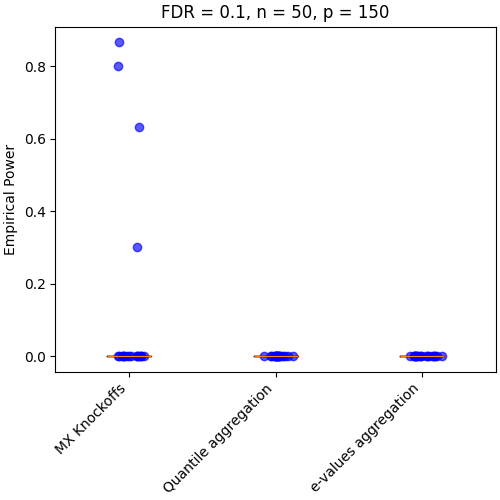 FDR = 0.1, n = 50, p = 150
Empirical Power
0.8
0.6
0.4
0.2
0.0
MX Knockoffs
Quantile aggregation
e-values aggregation